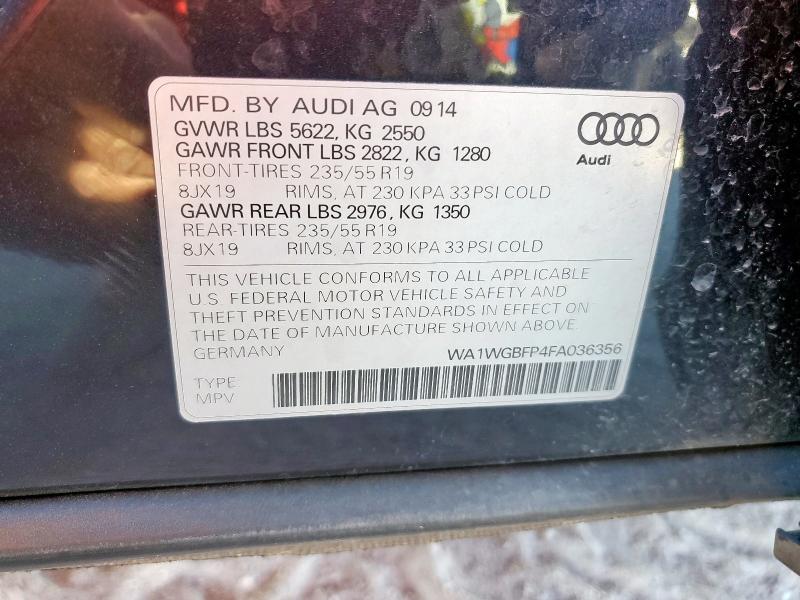 MFD. BY AUDI AG 09 14
GVWR LBS 5622, KG 2550
GAWR FRONT LBS 2822, KG 1280
FRONT-TIRES 235/55 R19
8JX19 RIMS, AT 230 KPA 33 PSI COLD
GAWR REAR LBS 2976, KG 1350
REAR-TIRES 235/55 R19
8JX19 RIMS, AT 230 KPA 33 PSI COLD
Audi
THIS VEHICLE CONFORMS TO ALL APPLICABLE
U.S. FEDERAL MOTOR VEHICLE SAFETY AND
THEFT PREVENTION STANDARDS IN EFFECT ON
THE DATE OF MANUFACTURE SHOWN ABOVE.
GERMANY WA1WGBFP4FA036356
TYPE
MPV